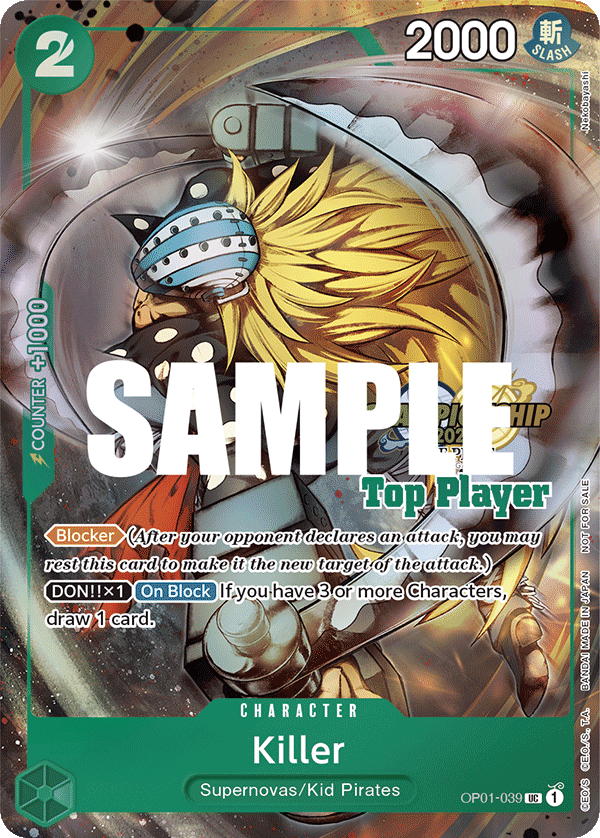 2
2000
斬
SLASH
Nekobayashi
COUNTER +1000
SAMPLE
CHAMPIONSHIP
Top Player
Blocker (After your opponent declares an attack, you may
rest this card to make it the new target of the attack.)
DON!!×1 On Block If you have 3 or more Characters,
draw 1 card.
CHARACTER
Killer
Supernovas/Kid Pirates
OP01-039 UC 1
©E.O/S ©E.O./S., T.A. BANDAI MADE IN JAPAN NOT FOR SALE